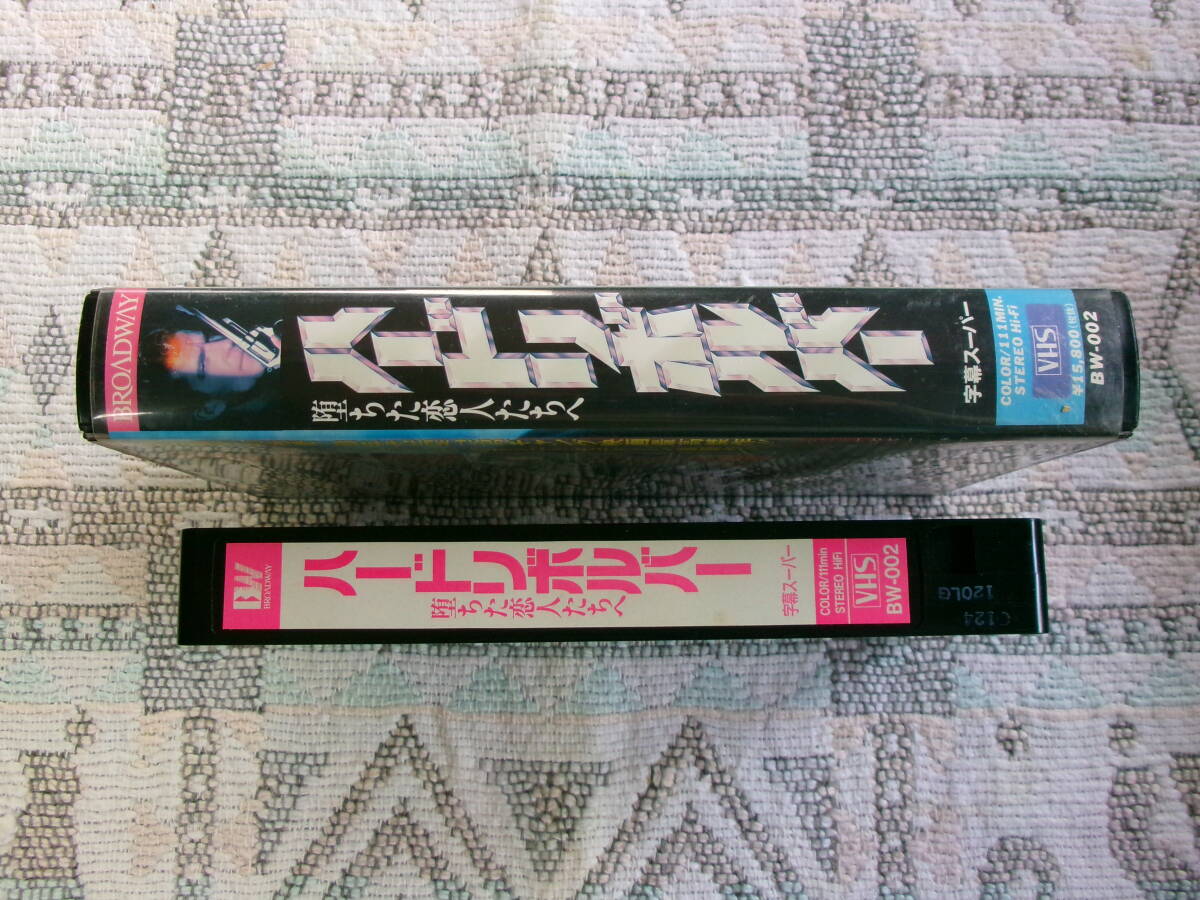 BROADWAY
ハードリボルバー
堕ちた恋人たちへ
字幕スーパー
COLOR/111MIN.
STEREO Hi-Fi
VHS
¥15,800(税抜)
BW-002
BW
BROADWAY
ハードリボルバー
堕ちた恋人たちへ
字幕スーパー
COLOR/111min
STEREO HiFi
VHS
BW-002
C124
120LG